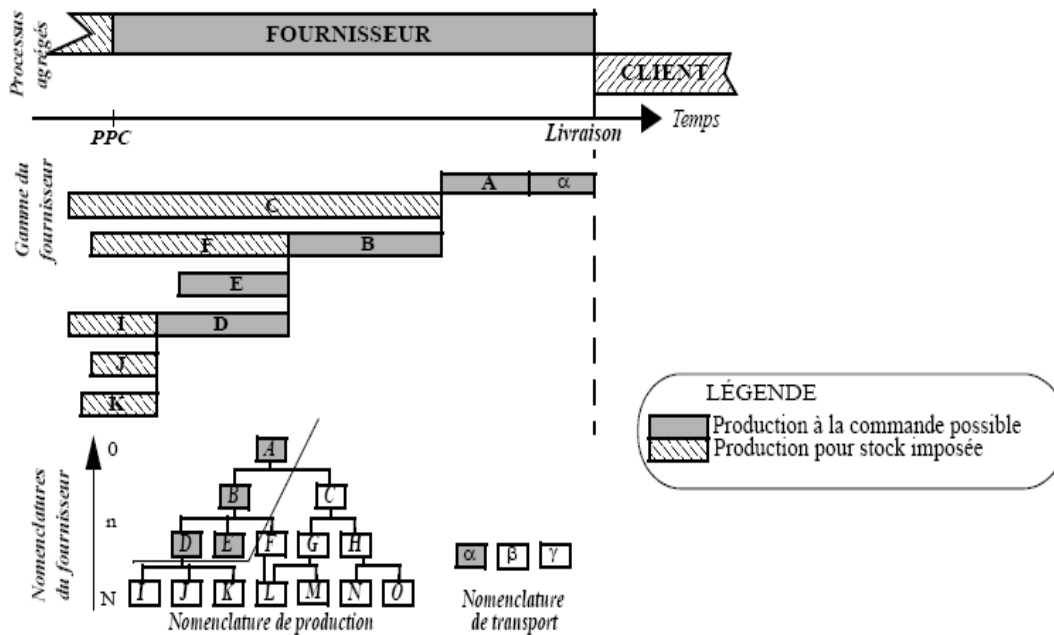 Processus
agrégés
FOURNISSEUR
CLIENT
PPC
Livraison
Temps
Gamme du
fournisseur
A
α
C
F
B
E
I
D
J
K
LÉGENDE
Production à la commande possible
Production pour stock imposée
Nomenclatures
du fournisseur
0
n
N
A
B
C
D
E
F
G
H
I
J
K
L
M
N
O
Nomenclature de production
α
β
γ
Nomenclature
de transport